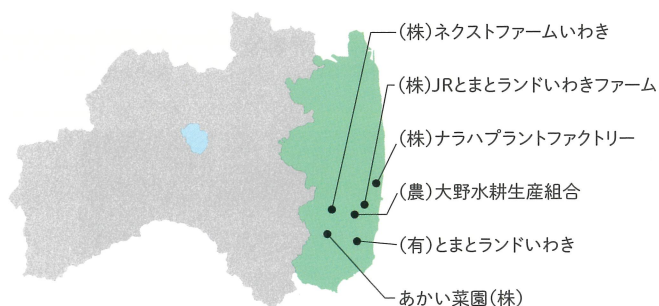 (株)ネクストファームいわき
(株)JRとまとランドいわきファーム
(株)ナラハプラントファクトリー
(農)大野水耕生産組合
(有)とまとランドいわき
あかい菜園(株)